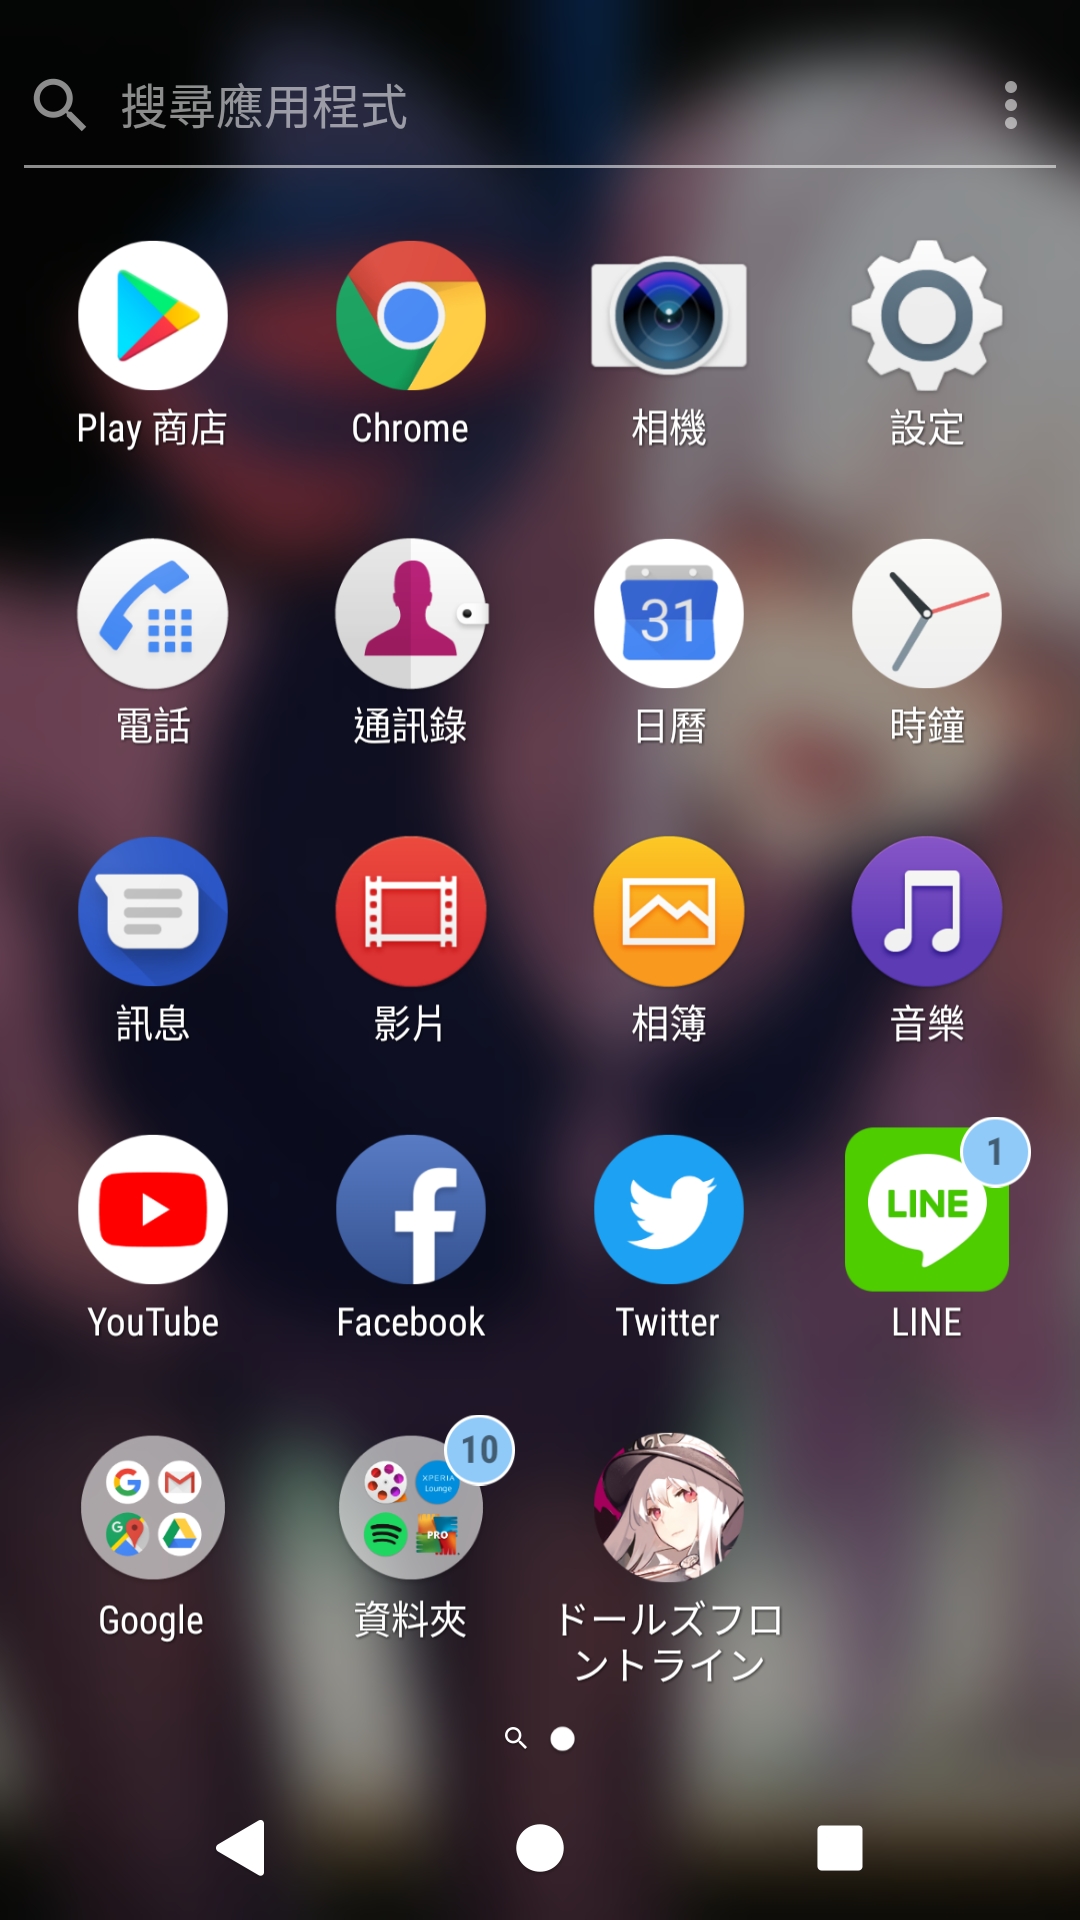 搜尋應用程式
Play 商店
Chrome
相機
設定
31
電話
通訊錄
日曆
時鐘
訊息
影片
相簿
音樂
1
LINE
YouTube
Facebook
Twitter
LINE
10
XPERIA
Lounge
G
PRO
Google
資料夾
ドールズフロ
ントライン